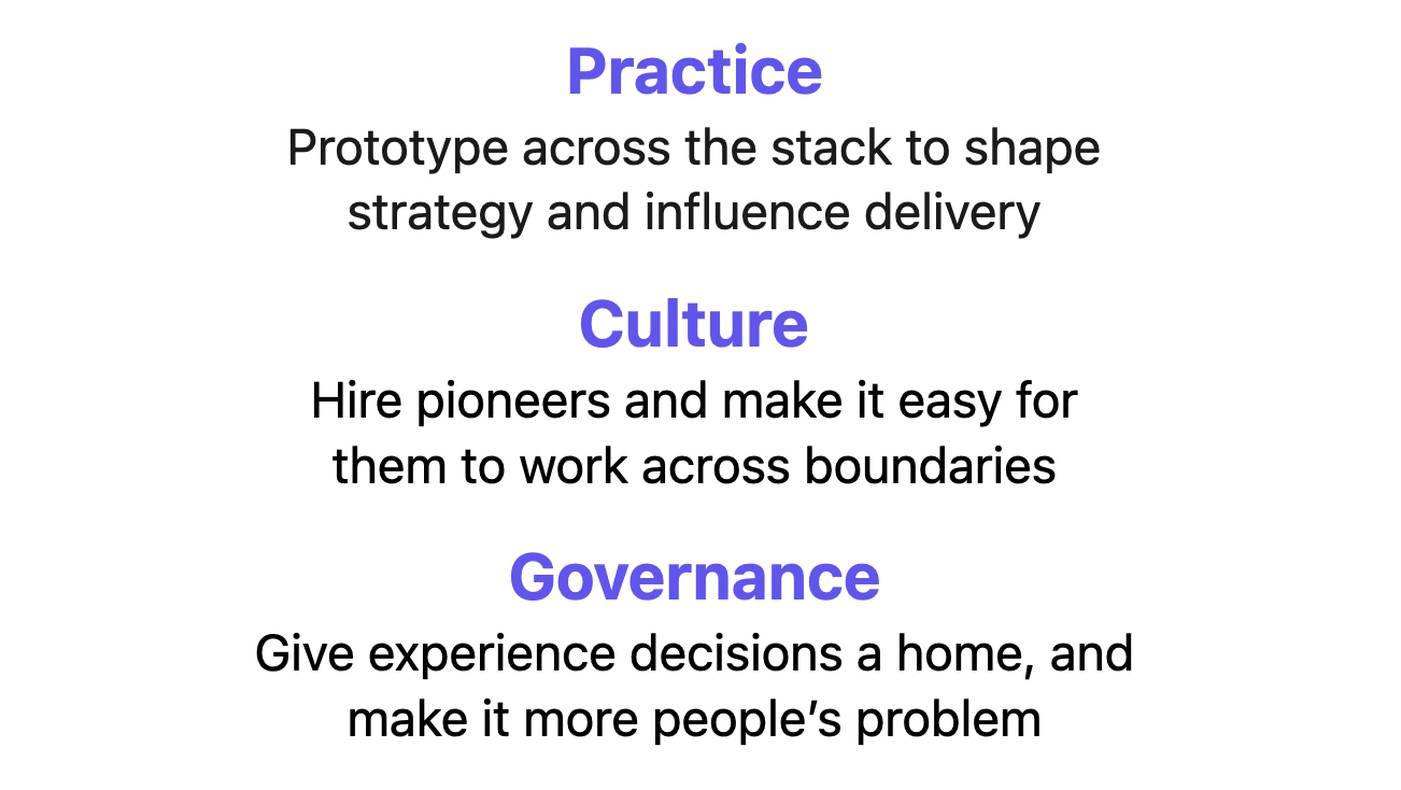 Practice
Prototype across the stack to shape
strategy and influence delivery
Culture
Hire pioneers and make it easy for
them to work across boundaries
Governance
Give experience decisions a home, and
make it more people’s problem